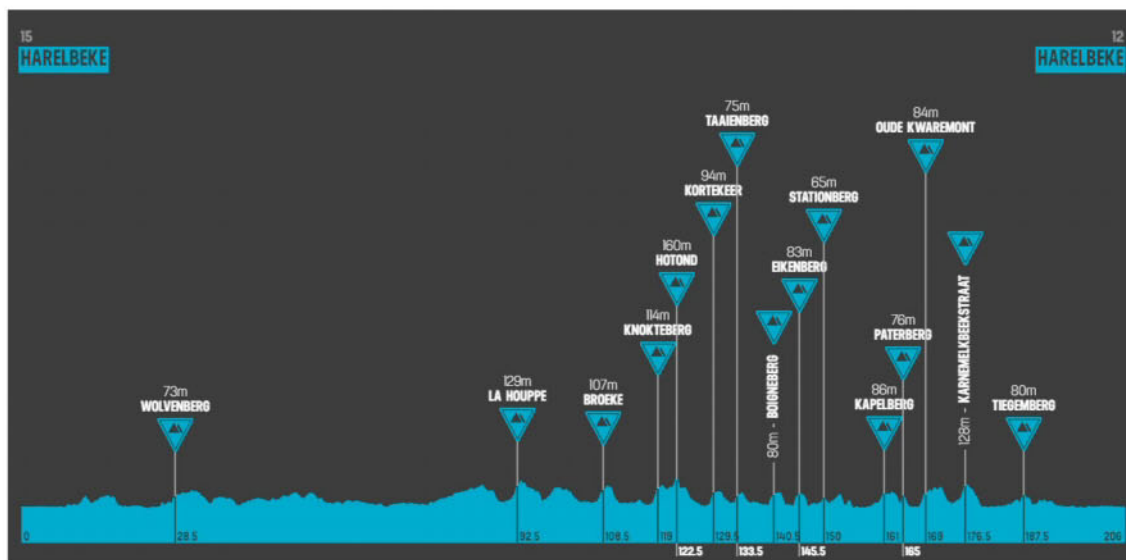 15
HARELBEKE
12
HARELBEKE
73m
WOLVENBERG
129m
LA HOUPPE
107m
BROEKE
114m
KNOKTEBERG
160m
HOTOND
94m
KORTEKEER
75m
TAAIENBERG
80m - BOIGNEBERG
83m
EIKENBERG
65m
STATIONBERG
86m
KAPELBERG
76m
PATERBERG
84m
OUDE KWAREMONT
128m - KARNEMELKBEEKSTRAAT
80m
TIEGEMBERG
0
28.5
92.5
108.5
119
122.5
129.5
133.5
140.5
145.5
150
161
165
169
176.5
187.5
206